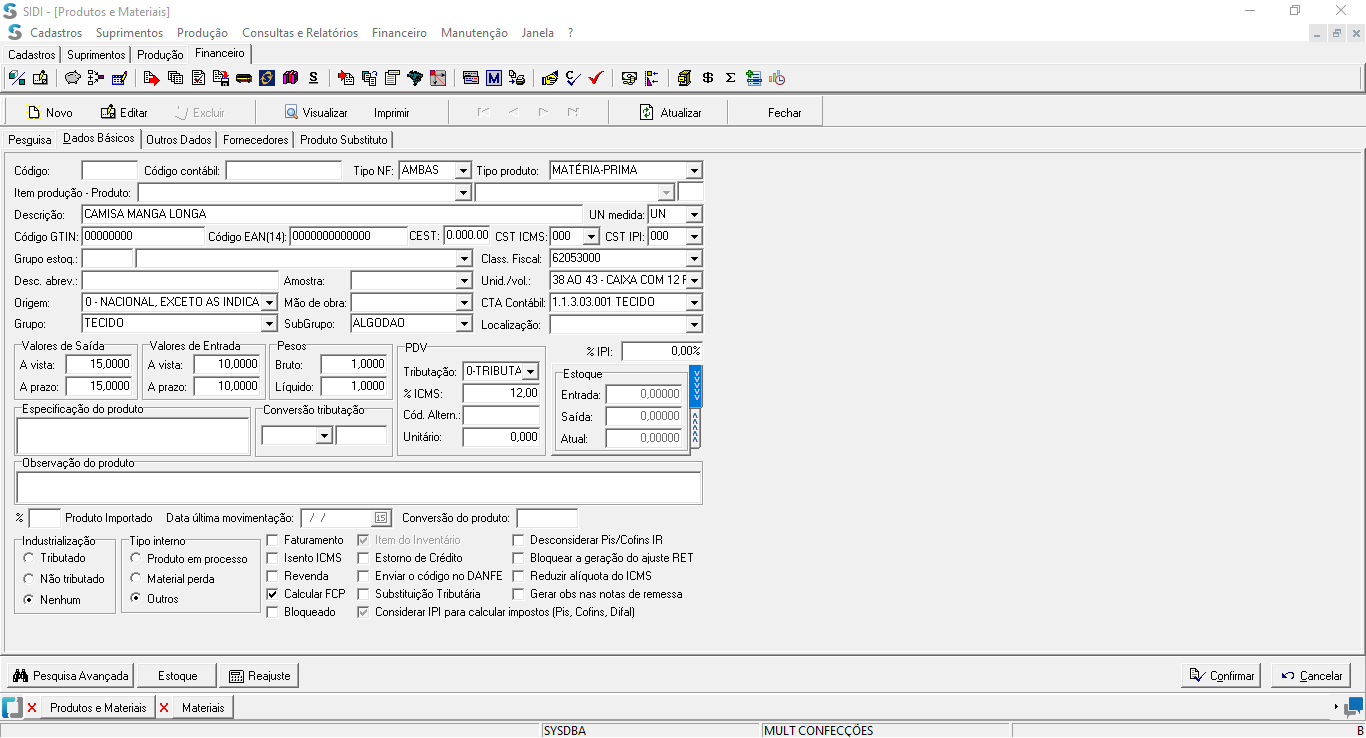 SIDI - [Produtos e Materiais]
Cadastros Suprimentos Produção Consultas e Relatórios Financeiro Manutenção Janela ?
Cadastros Suprimentos Produção Financeiro
Novo Editar Excluir Visualizar Imprimir Atualizar Fechar
Pesquisa Dados Básicos Outros Dados Fornecedores Produto Substituto
Código: Código contábil: Tipo NF: AMBAS Tipo produto: MATÉRIA-PRIMA
Item produção - Produto:
Descrição: CAMISA MANGA LONGA UN medida: UN
Código GTIN: 00000000 Código EAN(14): 0000000000000 CEST: 0.000.00 CST ICMS: 000 CST IPI: 000
Grupo estoq.: Class. Fiscal: 62053000
Desc. abrev.: Amostra: Unid./vol.: 38 AO 43 - CAIXA COM 12 F
Origem: 0 - NACIONAL, EXCETO AS INDICA Mão de obra: CTA Contábil: 1.1.3.03.001 TECIDO
Grupo: TECIDO SubGrupo: ALGODAO Localização:
Valores de Saída Valores de Entrada Pesos PDV % IPI: 0,00%
A vista: 15,0000 A vista: 10,0000 Bruto: 1,0000 Tributação: 0-TRIBUTA Estoque
A prazo: 15,0000 A prazo: 10,0000 Líquido: 1,0000 % ICMS: 12,00 Entrada: 0,00000
Especificação do produto Conversão tributação Cód. Altern.: Saída: 0,00000
Unitário: 0,000 Atual: 0,00000
Observação do produto
% Produto Importado Data última movimentação: / / 15 Conversão do produto:
Industrialização Tipo interno Faturamento Item do Inventário Desconsiderar Pis/Cofins IR
Tributado Produto em processo Isento ICMS Estorno de Crédito Bloquear a geração do ajuste RET
Não tributado Material perda Revenda Enviar o código no DANFE Reduzir alíquota do ICMS
Nenhum Outros Calcular FCP Substituição Tributária Gerar obs nas notas de remessa
Bloqueado Considerar IPI para calcular impostos (Pis, Cofins, Difal)
Pesquisa Avançada Estoque Reajuste Confirmar Cancelar
Produtos e Materiais Materiais
SYSDBA MULT CONFECÇÕES B